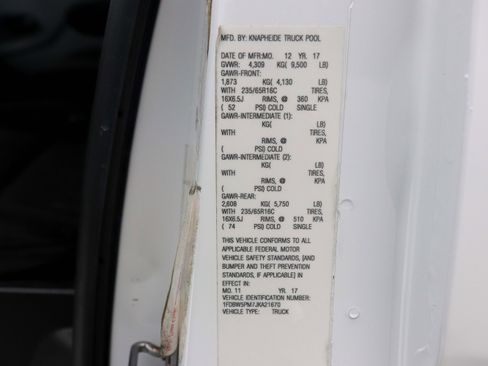 MFD. BY: KNAPHEIDE TRUCK POOL
DATE OF MFR:MO. 12 YR. 17
GVWR: 4,309 KG( 9,500 LB)
GAWR-FRONT:
1,873 KG( 4,130 LB)
WITH 235/65R16C TIRES,
16X6.5J RIMS, @ 360 KPA
( 52 PSI) COLD SINGLE
GAWR-INTERMEDIATE (1):
KG( LB)
WITH TIRES,
RIMS, @ KPA
( PSI) COLD
GAWR-INTERMEDIATE (2):
KG( LB)
WITH TIRES,
RIMS, @ KPA
( PSI) COLD
GAWR-REAR:
2,608 KG( 5,750 LB)
WITH 235/65R16C TIRES,
16X6.5J RIMS, @ 510 KPA
( 74 PSI) COLD SINGLE
THIS VEHICLE CONFORMS TO ALL
APPLICABLE FEDERAL MOTOR
VEHICLE SAFETY STANDARDS, [AND
BUMPER AND THEFT PREVENTION
STANDARDS, IF APPLICABLE] IN
EFFECT IN
MO. 11 YR. 17
VEHICLE IDENTIFICATION NUMBER:
1FDBW5PM7JKA21670
VEHICLE TYPE: TRUCK